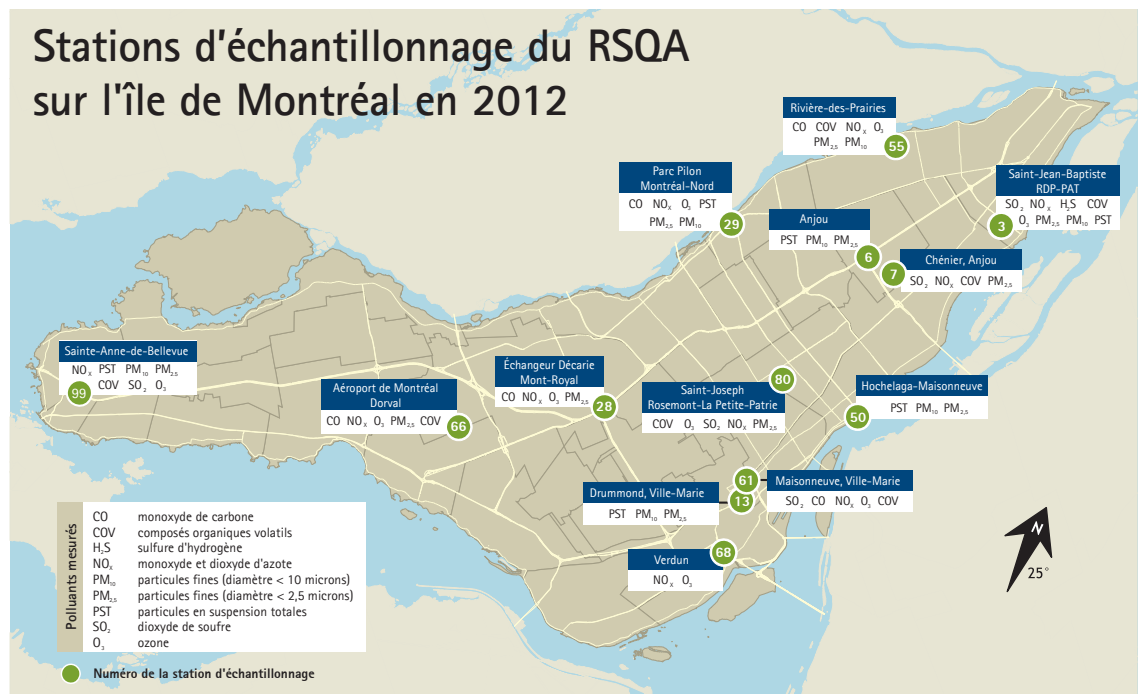 Stations d'échantillonnage du RSQA
sur l'île de Montréal en 2012
Rivière-des-Prairies
CO COV NOₓ O₃
PM₂,₅ PM₁₀
55
Parc Pilon
Montréal-Nord
CO NOₓ O₃ PST
PM₂,₅ PM₁₀
29
Saint-Jean-Baptiste
RDP-PAT
SO₂ NOₓ H₂S COV
O₃ PM₂,₅ PM₁₀ PST
3
Anjou
PST PM₁₀ PM₂,₅
6
Chénier, Anjou
SO₂ NOₓ COV PM₂,₅
7
Sainte-Anne-de-Bellevue
NOₓ PST PM₁₀ PM₂,₅
COV SO₂ O₃
99
Aéroport de Montréal
Dorval
CO NOₓ O₃ PM₂,₅ COV
66
Échangeur Décarie
Mont-Royal
CO NOₓ O₃ PM₂,₅
28
Saint-Joseph
Rosemont-La Petite-Patrie
COV O₃ SO₂ NOₓ PM₂,₅
80
Hochelaga-Maisonneuve
PST PM₁₀ PM₂,₅
50
61
Maisonneuve, Ville-Marie
SO₂ CO NOₓ O₃ COV
Drummond, Ville-Marie
PST PM₁₀ PM₂,₅
13
Verdun
NOₓ O₃
68
N
25°
Polluants mesurés
CO monoxyde de carbone
COV composés organiques volatils
H₂S sulfure d'hydrogène
NOₓ monoxyde et dioxyde d'azote
PM₁₀ particules fines (diamètre < 10 microns)
PM₂,₅ particules fines (diamètre < 2,5 microns)
PST particules en suspension totales
SO₂ dioxyde de soufre
O₃ ozone
Numéro de la station d'échantillonnage